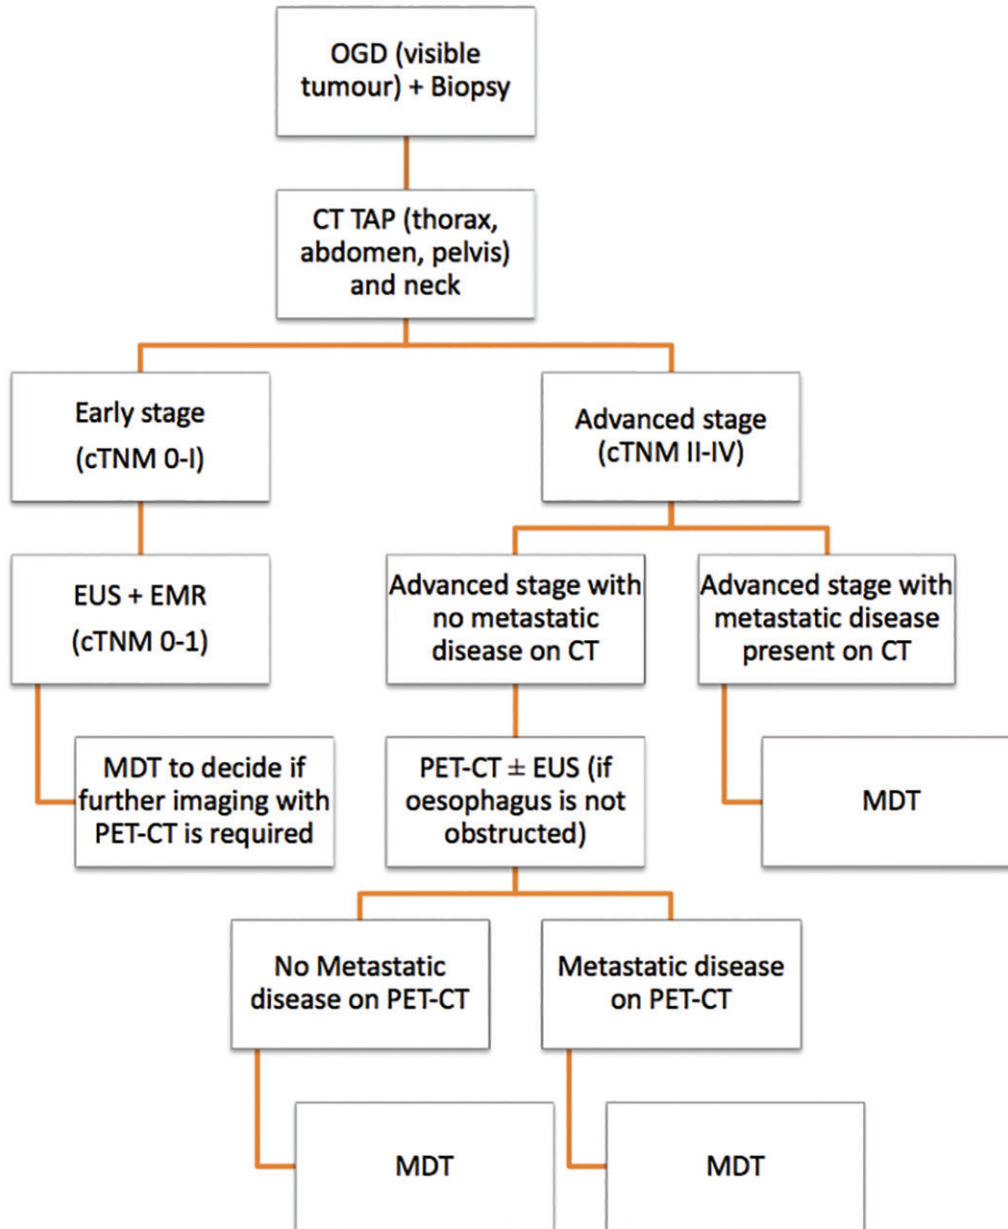 OGD (visible
tumour) + Biopsy
CT TAP (thorax,
abdomen, pelvis)
and neck
Early stage
(cTNM 0-I)
Advanced stage
(cTNM II-IV)
EUS + EMR
(cTNM 0-1)
Advanced stage with
no metastatic
disease on CT
Advanced stage with
metastatic disease
present on CT
MDT to decide if
further imaging with
PET-CT is required
PET-CT ± EUS (if
oesophagus is not
obstructed)
MDT
No Metastatic
disease on PET-CT
Metastatic disease
on PET-CT
MDT
MDT